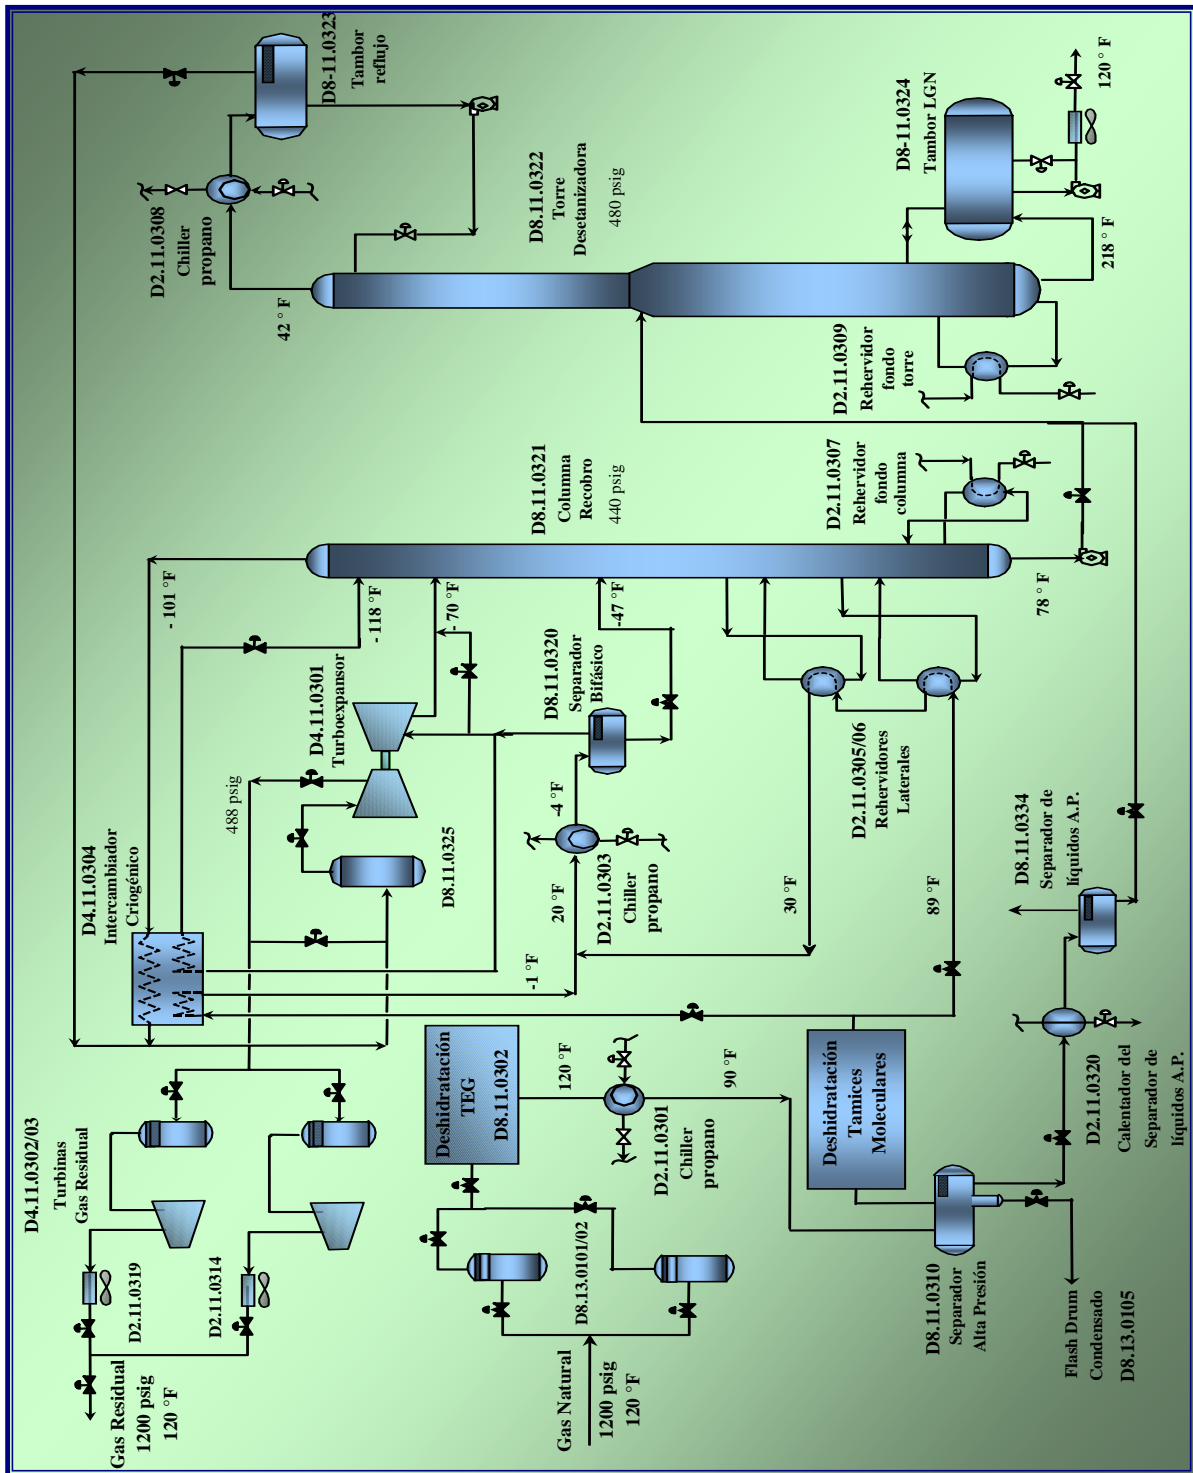 D8-11.0323
Tambor
reflujo
D2.11.0308
Chiller
propano
42 ° F
D8.11.0322
Torre
Desetanizadora
480 psig
D8-11.0324
Tambor LGN
120 ° F
218 ° F
D2.11.0309
Rehervidor
fondo
torre
D8.11.0321
Columna
Recobro
440 psig
D2.11.0307
Rehervidor
fondo
columna
78 ° F
- 101 °F
- 118 °F
- 70 °F
-47 °F
D4.11.0301
Turboexpansor
488 psig
D8.11.0325
D4.11.0304
Intercambiador
Criogénico
D8.11.0320
Separador
Bifásico
-4 °F
20 °F
-1 °F
D2.11.0303
Chiller
propano
D2.11.0305/06
Rehervidores
Laterales
30 °F
89 °F
D8.11.0334
Separador de
líquidos A.P.
D2.11.0320
Calentador del
Separador de
líquidos A.P.
D4.11.0302/03
Turbinas
Gas Residual
D2.11.0319
D2.11.0314
Gas Residual
1200 psig
120 °F
Deshidratación
TEG
D8.11.0302
120 °F
90 °F
D2.11.0301
Chiller
propano
D8.13.0101/02
Gas Natural
1200 psig
120 °F
Deshidratación
Tamices
Moleculares
D8.11.0310
Separador
Alta Presión
Flash Drum
Condensado
D8.13.0105